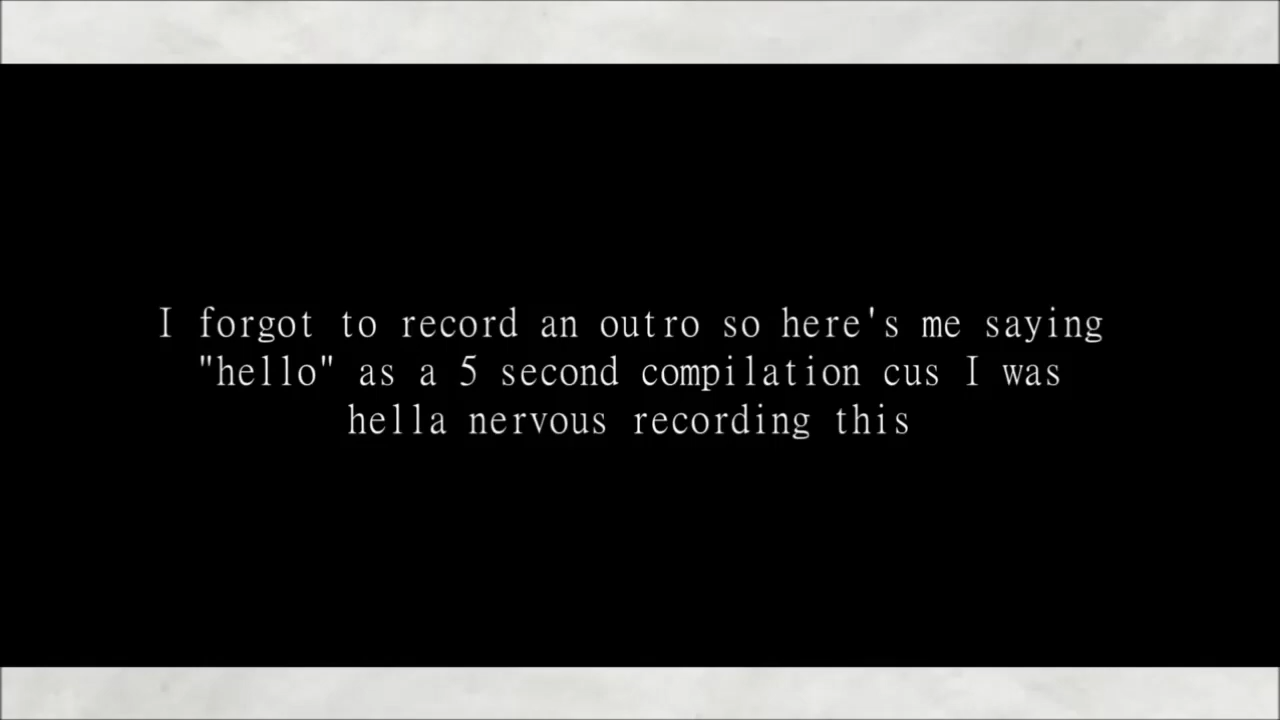 I forgot to record an outro so here's me saying
"hello" as a 5 second compilation cus I was
hella nervous recording this